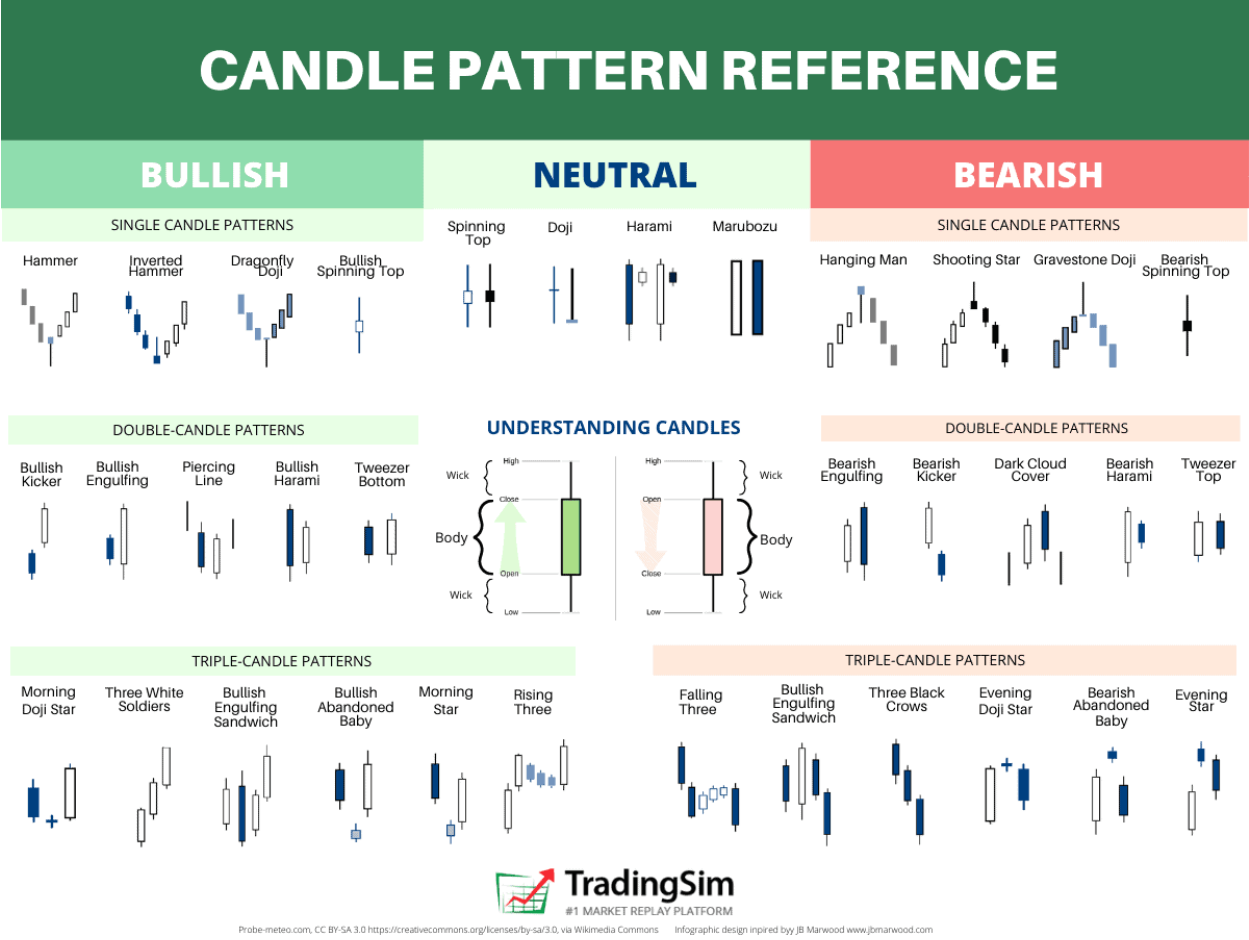 CANDLE PATTERN REFERENCE
BULLISH
NEUTRAL
BEARISH
SINGLE CANDLE PATTERNS
Hammer
Inverted
Hammer
Dragonfly
Doji
Bullish
Spinning Top
Spinning
Top
Doji
Harami
Marubozu
SINGLE CANDLE PATTERNS
Hanging Man
Shooting Star
Gravestone Doji
Bearish
Spinning Top
DOUBLE-CANDLE PATTERNS
Bullish
Kicker
Bullish
Engulfing
Piercing
Line
Bullish
Harami
Tweezer
Bottom
UNDERSTANDING CANDLES
High
Wick
Close
Body
Open
Wick
Low
High
Wick
Open
Body
Close
Wick
Low
DOUBLE-CANDLE PATTERNS
Bearish
Engulfing
Bearish
Kicker
Dark Cloud
Cover
Bearish
Harami
Tweezer
Top
TRIPLE-CANDLE PATTERNS
Morning
Doji Star
Three White
Soldiers
Bullish
Engulfing
Sandwich
Bullish
Abandoned
Baby
Morning
Star
Rising
Three
TRIPLE-CANDLE PATTERNS
Falling
Three
Bullish
Engulfing
Sandwich
Three Black
Crows
Evening
Doji Star
Bearish
Abandoned
Baby
Evening
Star
TradingSim
#1 MARKET REPLAY PLATFORM
Probe-meteo.com, CC BY-SA 3.0 https://creativecommons.org/licenses/by-sa/3.0, via Wikimedia Commons
Infographic design inpired byy JB Marwood www.jbmarwood.com